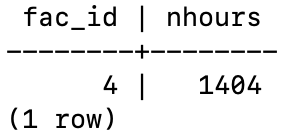 fac_id | nhours
--------+--------
      4 |   1404
(1 row)